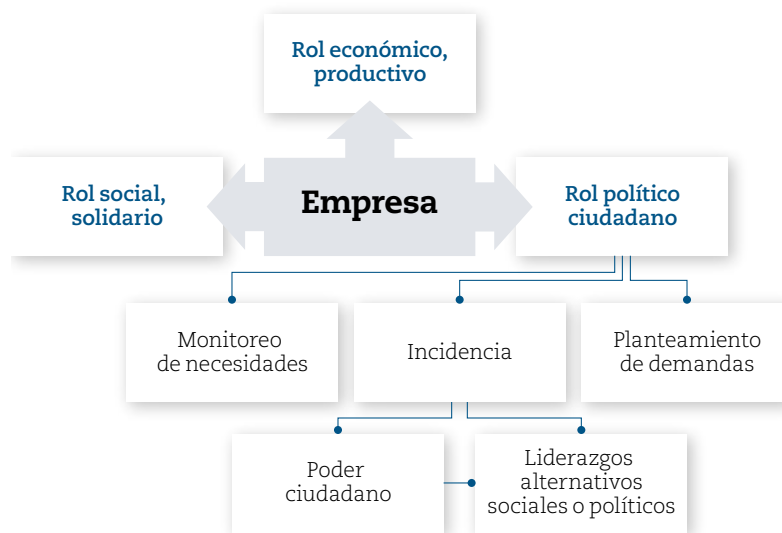 Rol económico,
productivo
Rol social,
solidario
Empresa
Rol político
ciudadano
Monitoreo
de necesidades
Incidencia
Planteamiento
de demandas
Poder
ciudadano
Liderazgos
alternativos
sociales o políticos